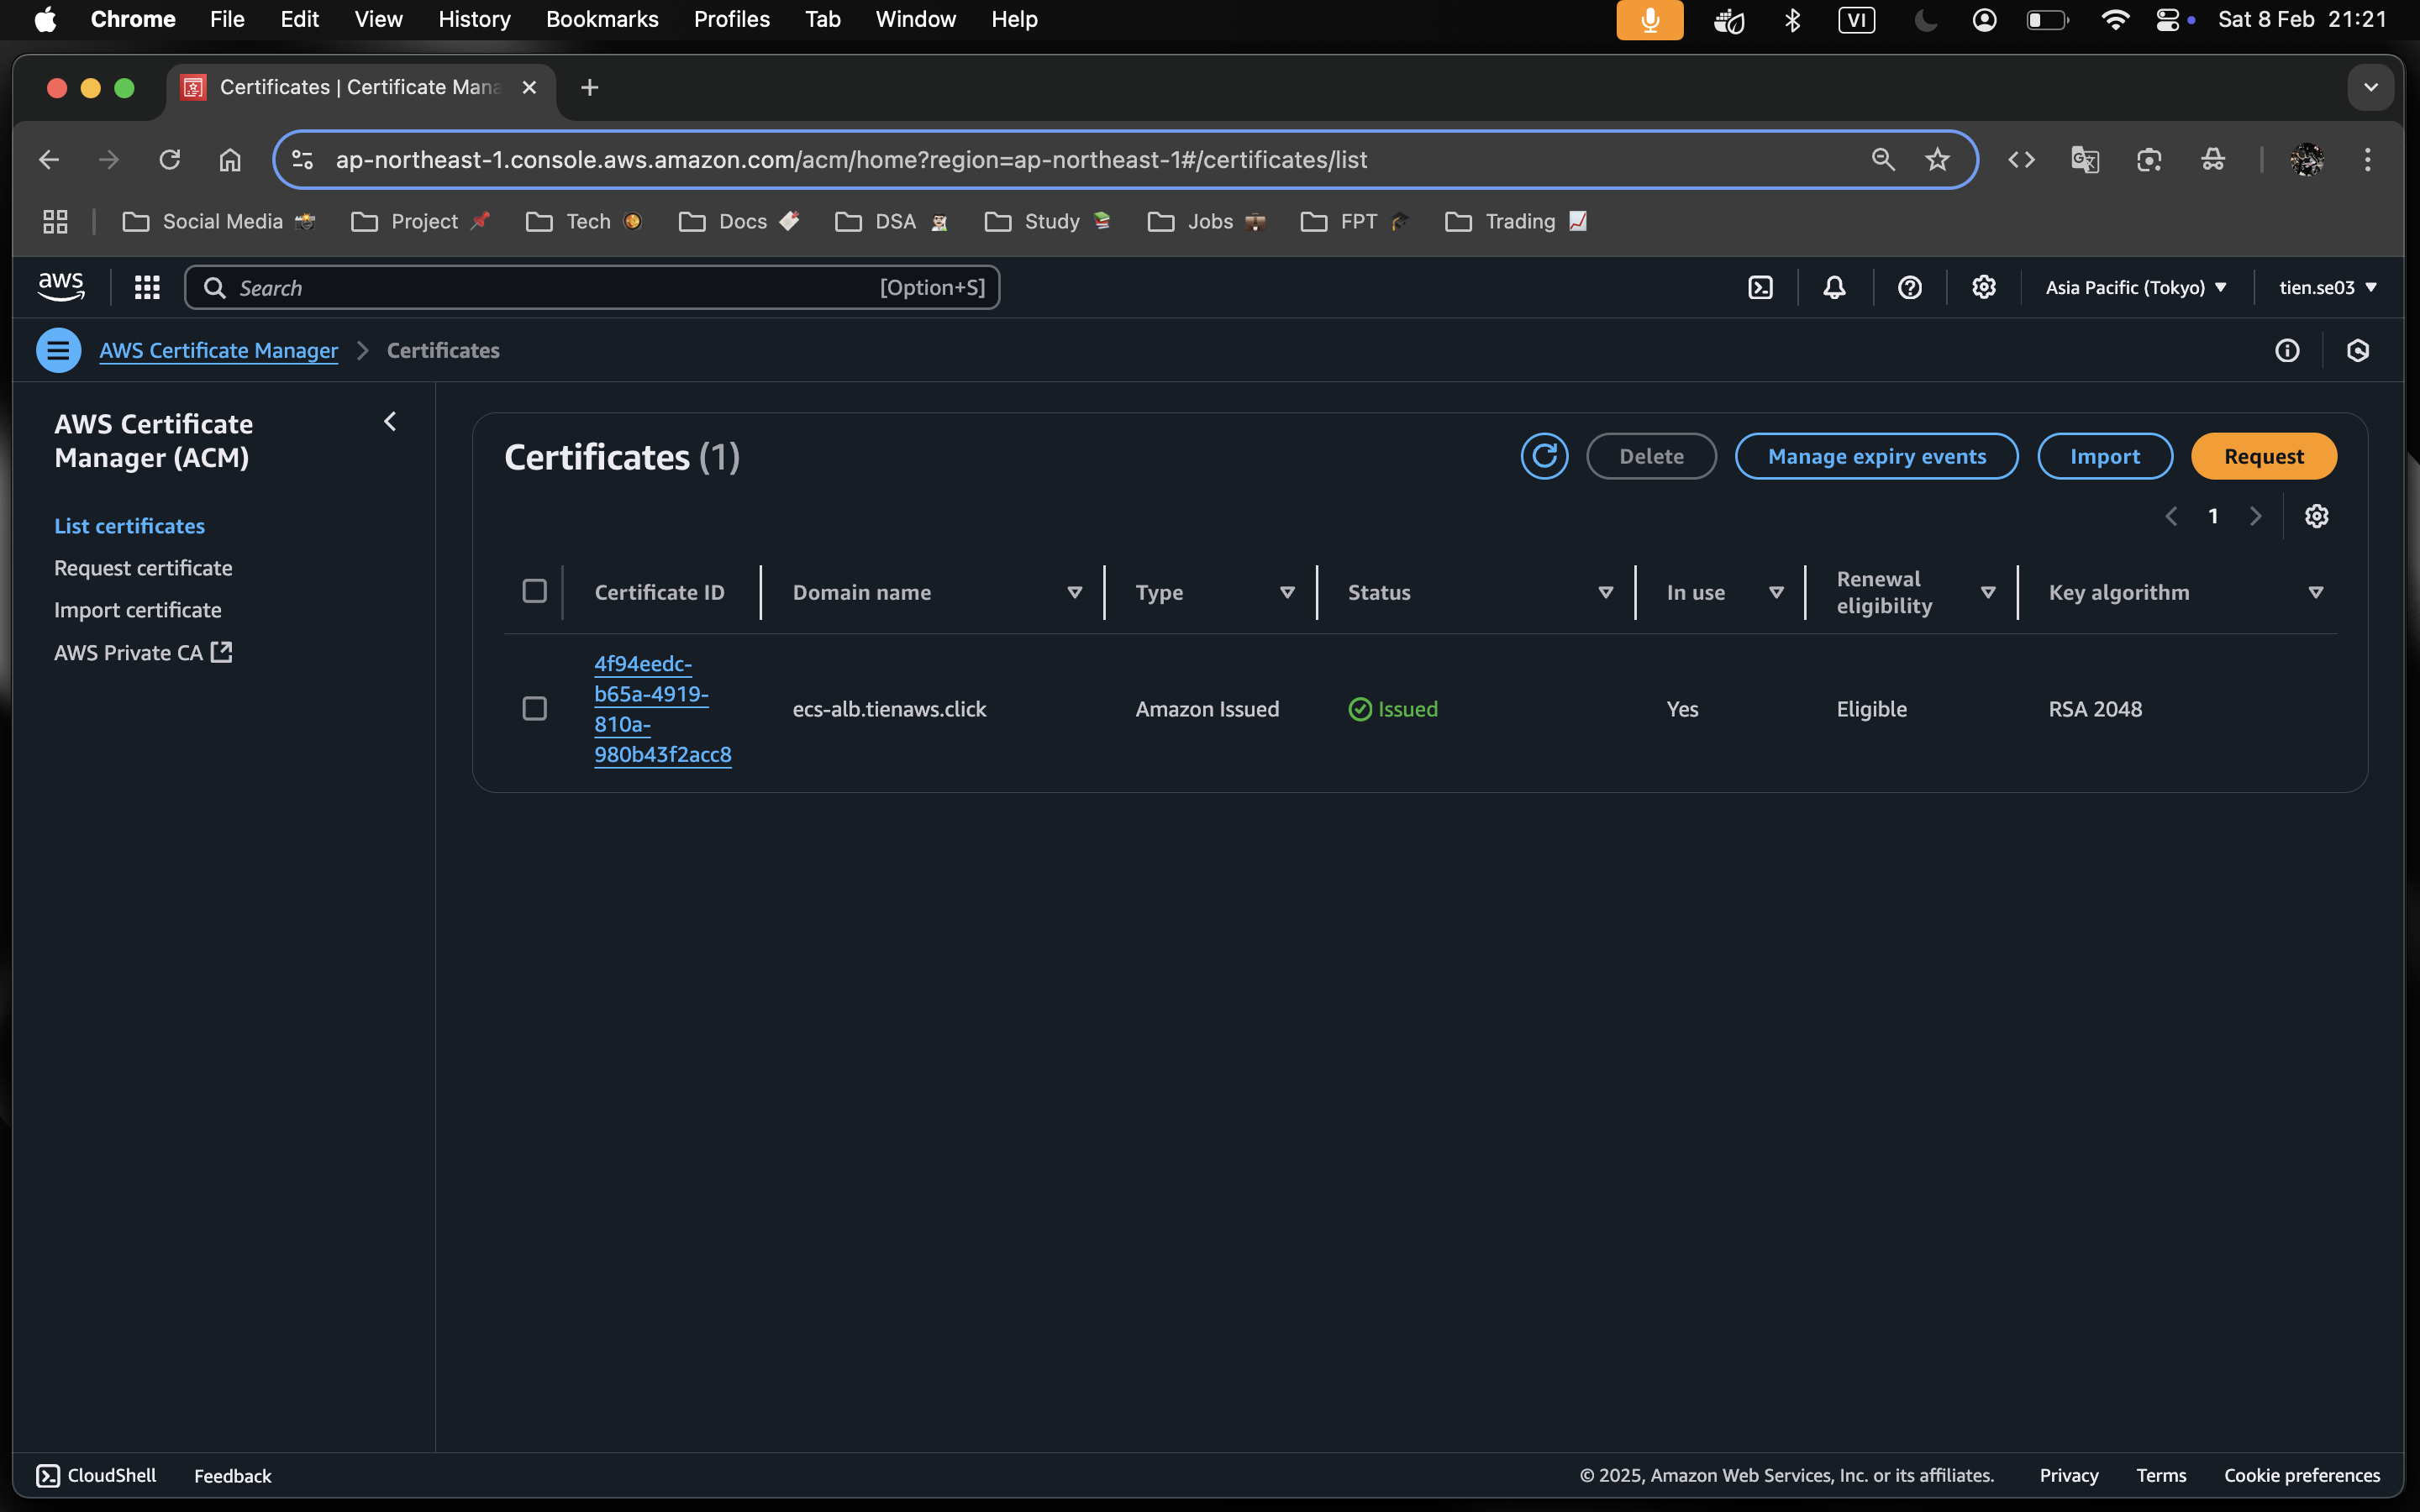 Chrome File Edit View History Bookmarks Profiles Tab Window Help VI Sat 8 Feb 21:21
Certificates | Certificate Mana
ap-northeast-1.console.aws.amazon.com/acm/home?region=ap-northeast-1#/certificates/list
Social Media Project Tech Docs DSA Study Jobs FPT Trading
aws Search [Option+S] Asia Pacific (Tokyo) tien.se03
AWS Certificate Manager Certificates
AWS Certificate
Manager (ACM)
List certificates
Request certificate
Import certificate
AWS Private CA
Certificates (1) Delete Manage expiry events Import Request
1
Certificate ID Domain name Type Status In use Renewal eligibility Key algorithm
4f94eedc-
b65a-4919-
810a-
980b43f2acc8
ecs-alb.tienaws.click Amazon Issued Issued Yes Eligible RSA 2048
CloudShell Feedback © 2025, Amazon Web Services, Inc. or its affiliates. Privacy Terms Cookie preferences